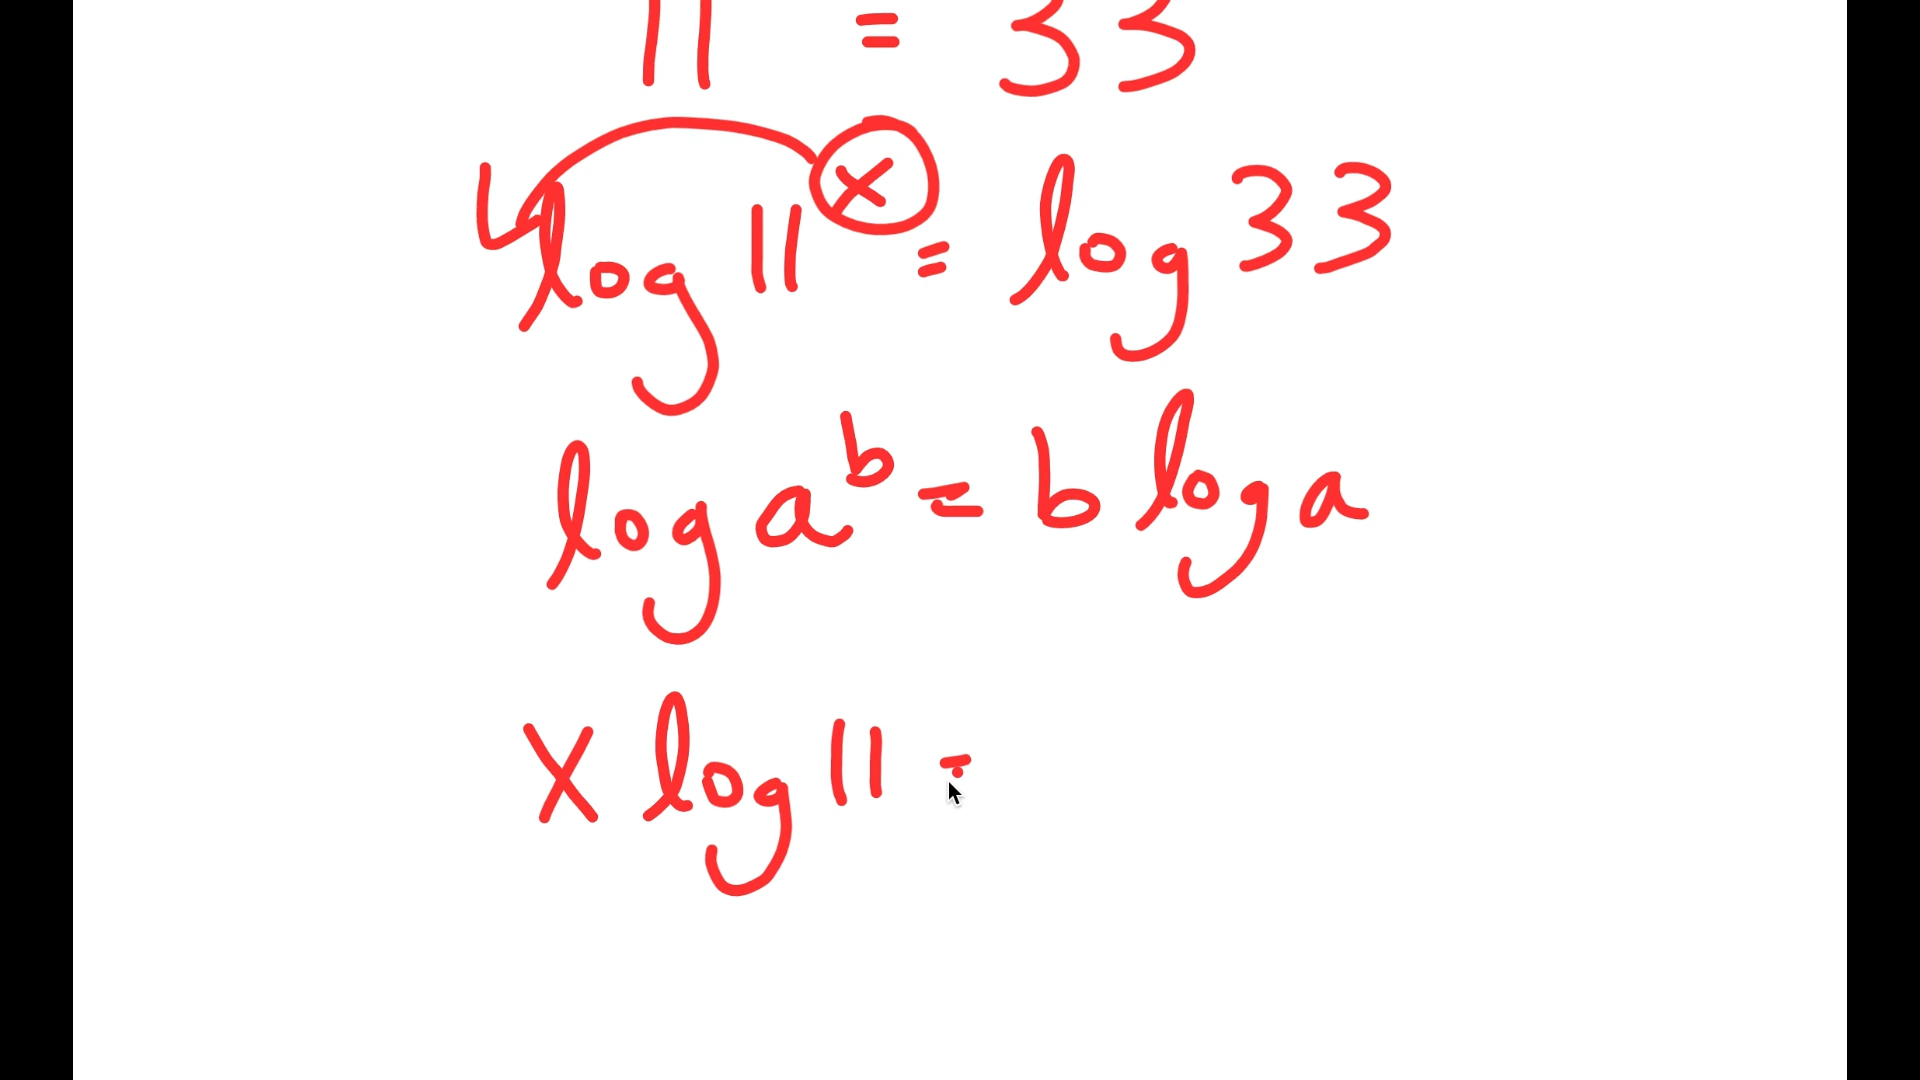 11 = 33
log 11^x = log 33
log a^b = b log a
x log 11 =